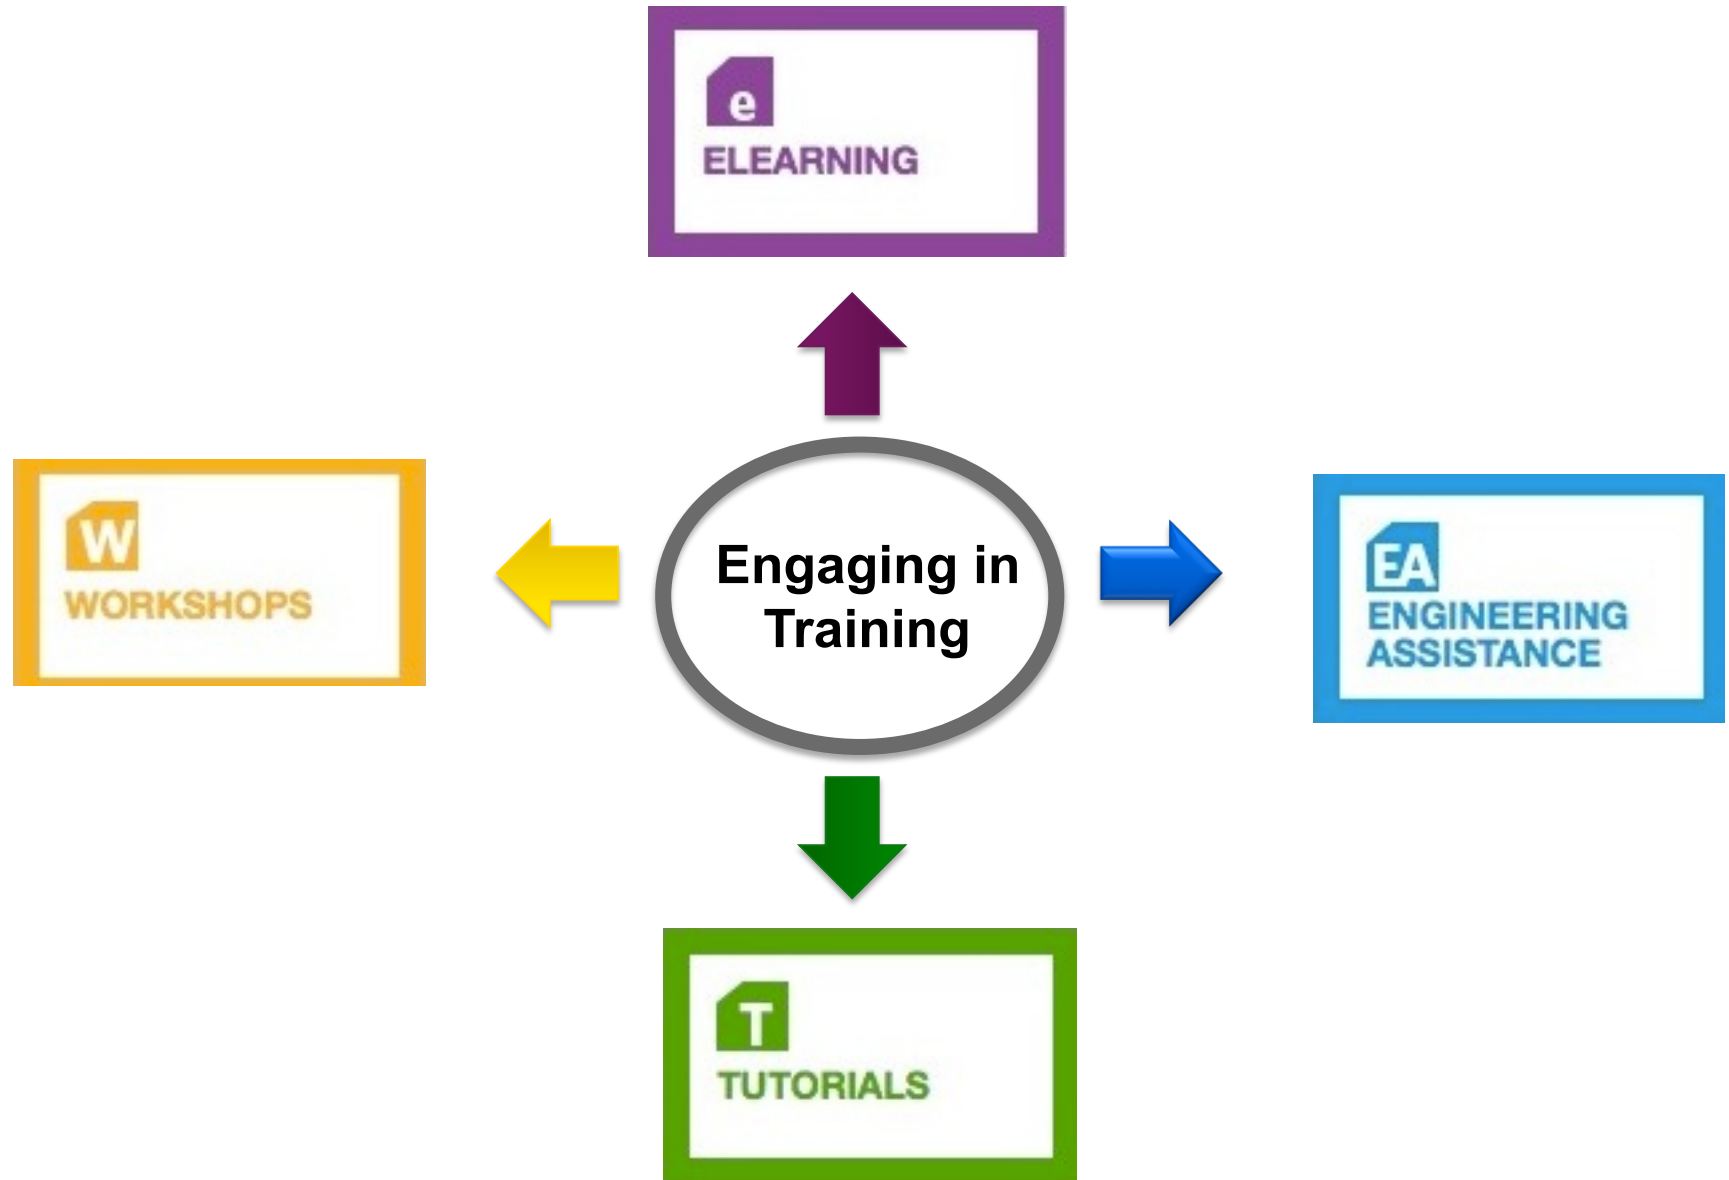 e
ELEARNING
W
WORKSHOPS
Engaging in
Training
EA
ENGINEERING
ASSISTANCE
T
TUTORIALS